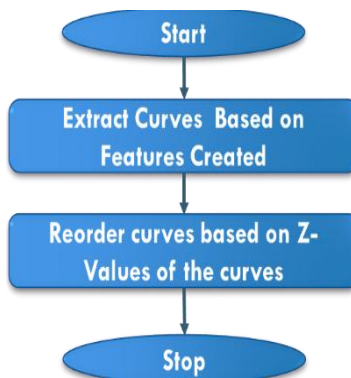 Start
Extract Curves Based on
Features Created
Reorder curves based on Z-
Values of the curves
Stop